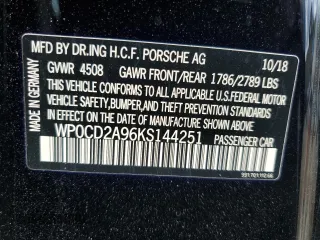 MFD BY DR.ING H.C.F. PORSCHE AG 10/18
GVWR 4508 GAWR FRONT/REAR 1786/2789 LBS
THIS VEHICLE CONFORMS TO ALL APPLICABLE
U.S. FEDERAL MOTOR VEHICLE SAFETY
STANDARDS, BUMPER, AND THEFT PREVENTION STANDARDS
IN EFFECT ON THE DATE OF MANUFACTURE SHOWN ABOVE
WP0CD2A96KS144251 PASSENGER CAR
MADE IN GERMANY